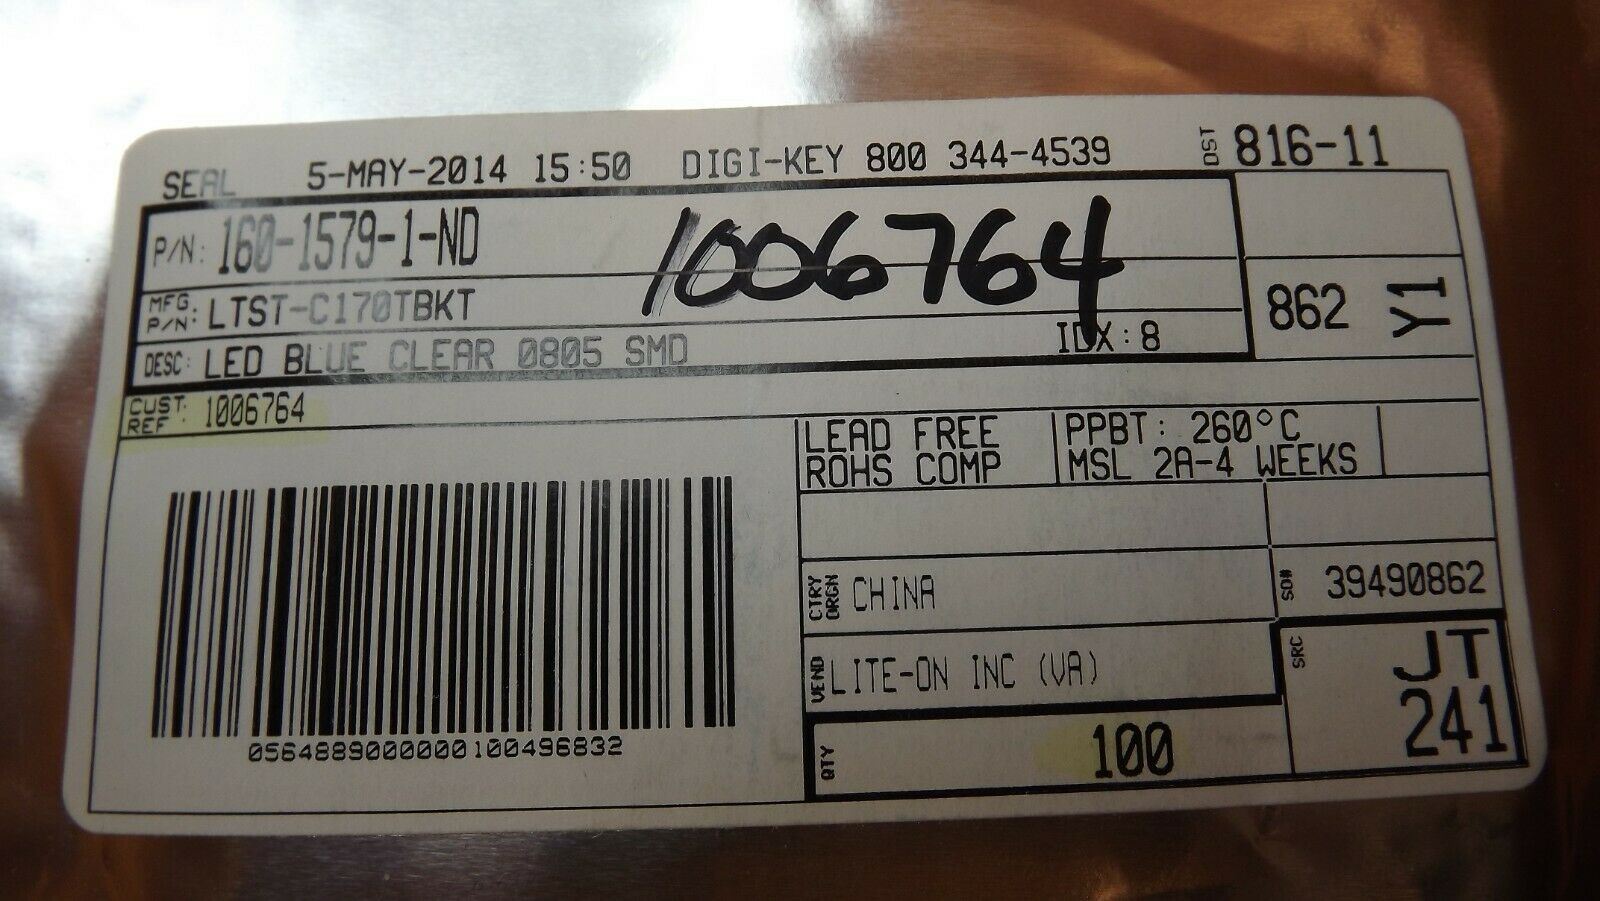 SEAL 5-MAY-2014 15:50 DIGI-KEY 800 344-4539 DST 816-11
P/N: 160-1579-1-ND
1006764
MFG. P/N: LTST-C170TBKT
862 Y1
DESC: LED BLUE CLEAR 0805 SMD IDX: 8
CUST. REF: 1006764
LEAD FREE
ROHS COMP
PPBT: 260°C
MSL 2A-4 WEEKS
CTRY ORGN CHINA
SO# 39490862
VEND LITE-ON INC (VA)
SRC JT
241
QTY 100
0564889000000100496832